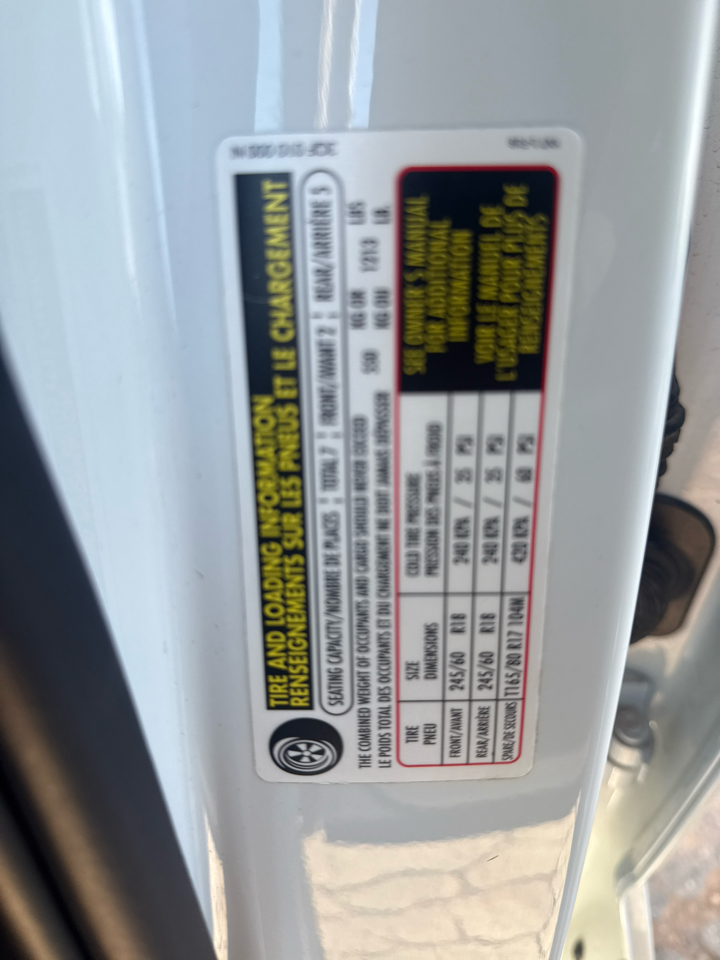 TIRE AND LOADING INFORMATION
RENSEIGNEMENTS SUR LES PNEUS ET LE CHARGEMENT
SEATING CAPACITY/NOMBRE DE PLACES TOTAL 7 FRONT/AVANT 2 REAR/ARRIÈRE 5
THE COMBINED WEIGHT OF OCCUPANTS AND CARGO SHOULD NEVER EXCEED 550 KG OR 1213 LBS
LE POIDS TOTAL DES OCCUPANTS ET DU CHARGEMENT NE DOIT JAMAIS DÉPASSER KG OU LB.
TIRE SIZE COLD TIRE PRESSURE
PNEU DIMENSIONS PRESSION DES PNEUS À FROID
FRONT/AVANT 245/60 R18 240 KPA / 35 PSI
REAR/ARRIÈRE 245/60 R18 240 KPA / 35 PSI
SPARE/DE SECOURS T165/80 R17 104M 420 KPA / 60 PSI
SEE OWNER'S MANUAL
FOR ADDITIONAL
INFORMATION
VOIR LE MANUEL DE
L'USAGER POUR PLUS DE
RENSEIGNEMENTS